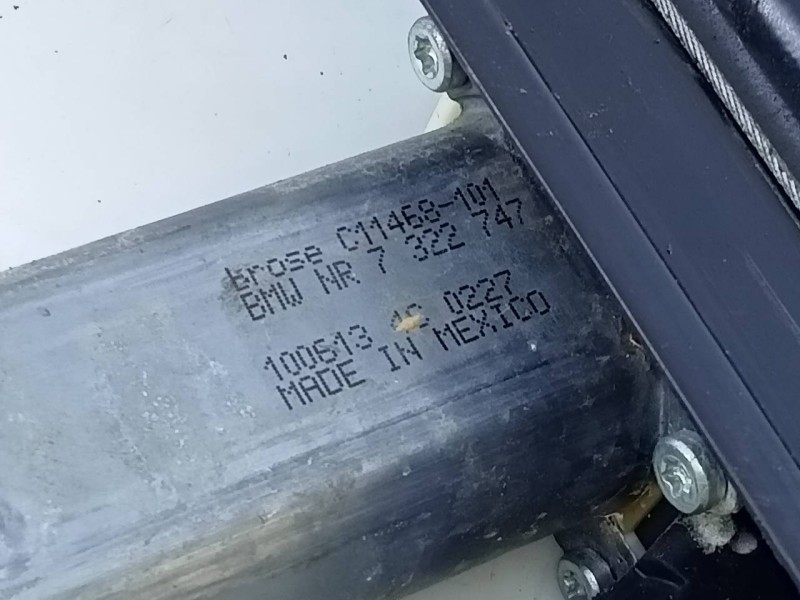 brose C11468-101
BMW NR 7 322 747
100613 0227
MADE IN MEXICO